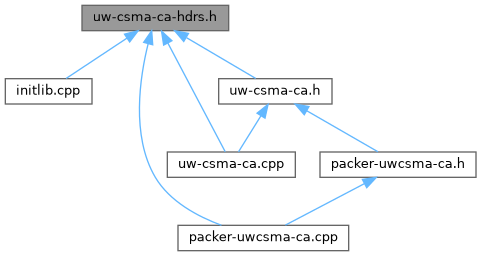 uw-csma-ca-hdrs.h
initlib.cpp
uw-csma-ca.h
uw-csma-ca.cpp
packer-uwcsma-ca.h
packer-uwcsma-ca.cpp